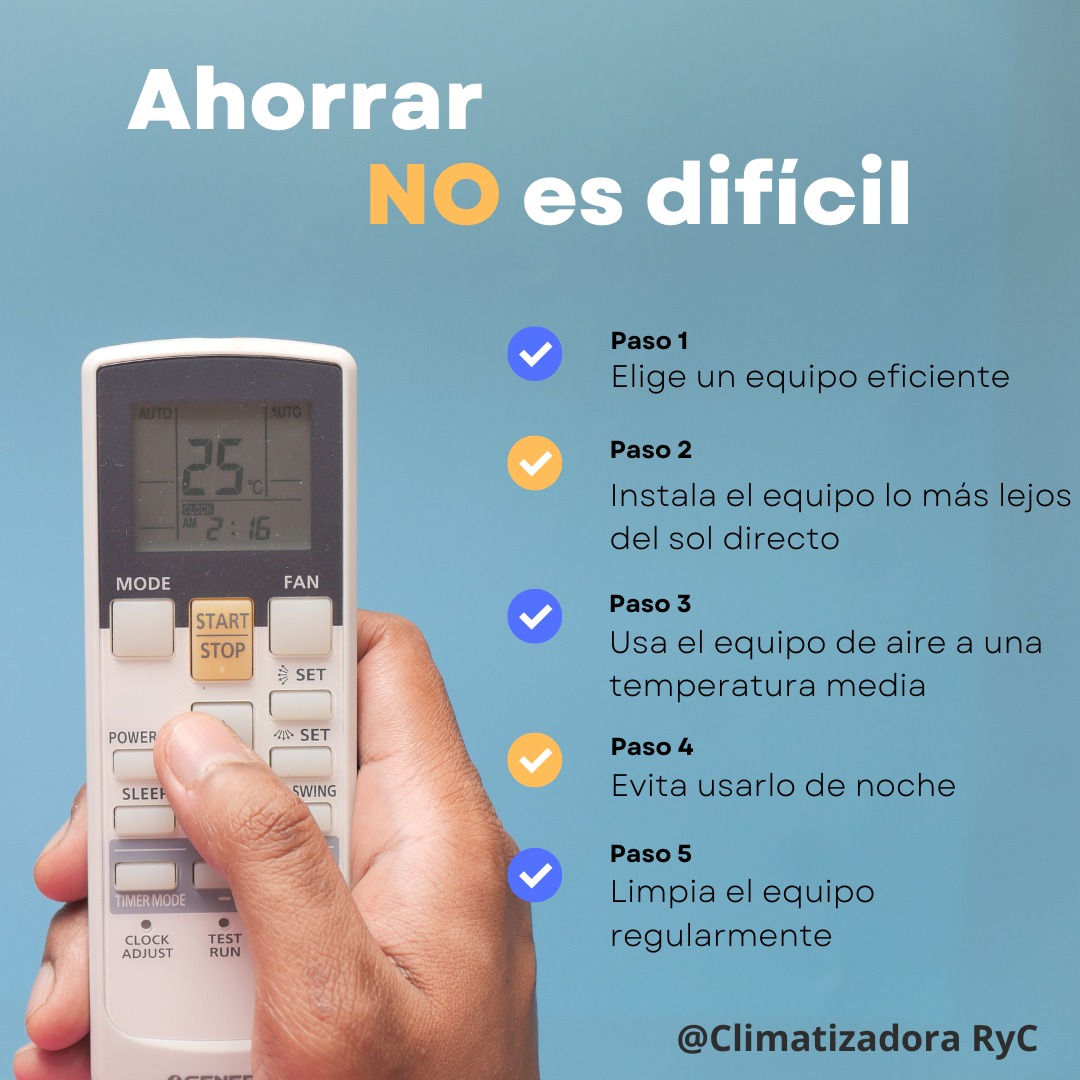 Ahorrar
NO es difícil
Paso 1
Elige un equipo eficiente
Paso 2
Instala el equipo lo más lejos
del sol directo
Paso 3
Usa el equipo de aire a una
temperatura media
Paso 4
Evita usarlo de noche
Paso 5
Limpia el equipo
regularmente
@Climatizadora RyC
AUTO AUTO
25 °C
CLOCK
AM 2:16
MODE FAN
START
STOP
SET
POWER SET
SLEEP SWING
TIMER MODE
CLOCK
ADJUST
TEST
RUN